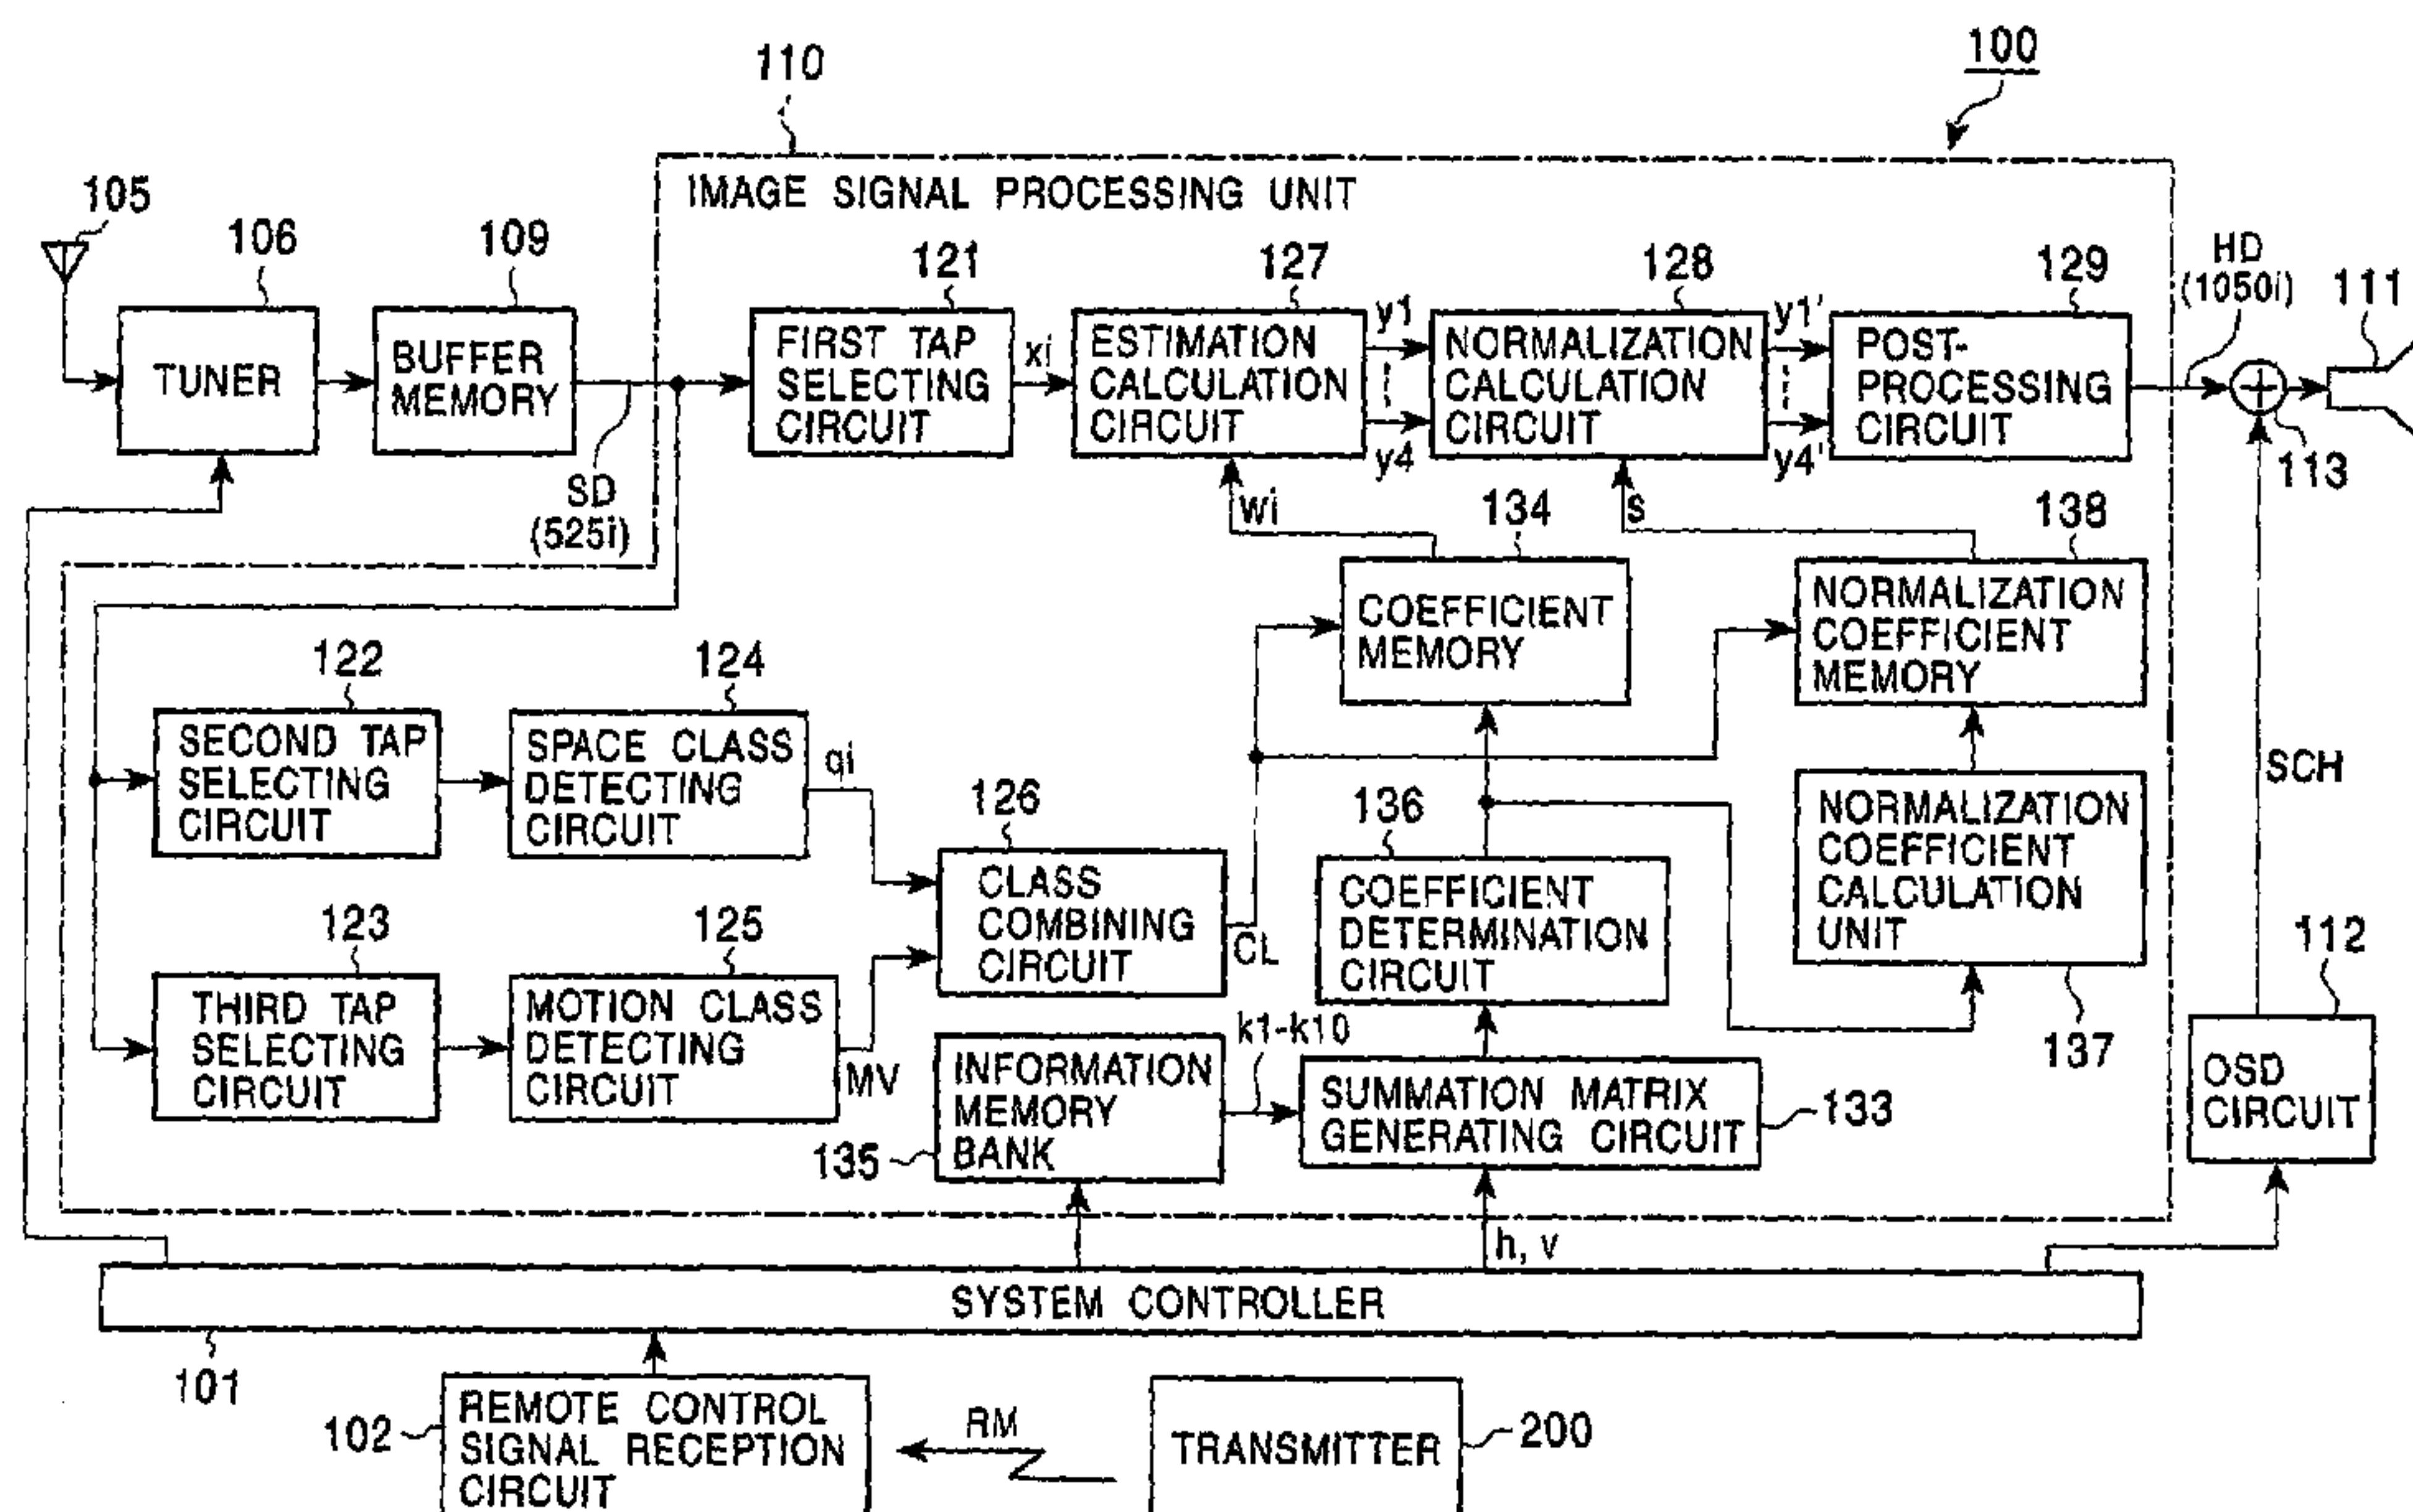 100
110
IMAGE SIGNAL PROCESSING UNIT
105
106
109
121
127
128
129
HD
(1050i)
111
TUNER
BUFFER
MEMORY
SD
(525i)
FIRST TAP
SELECTING
CIRCUIT
xi
ESTIMATION
CALCULATION
CIRCUIT
y1
y4
NORMALIZATION
CALCULATION
CIRCUIT
y1'
y4'
POST-
PROCESSING
CIRCUIT
113
wi
134
s
138
COEFFICIENT
MEMORY
NORMALIZATION
COEFFICIENT
MEMORY
122
124
SECOND TAP
SELECTING
CIRCUIT
SPACE CLASS
DETECTING
CIRCUIT
qi
126
136
NORMALIZATION
COEFFICIENT
CALCULATION
UNIT
SCH
CLASS
COMBINING
CIRCUIT
CL
COEFFICIENT
DETERMINATION
CIRCUIT
123
125
THIRD TAP
SELECTING
CIRCUIT
MOTION CLASS
DETECTING
CIRCUIT
MV
137
112
OSD
CIRCUIT
INFORMATION
MEMORY
BANK
135
k1-k10
SUMMATION MATRIX
GENERATING CIRCUIT
133
h, v
SYSTEM CONTROLLER
101
102
REMOTE CONTROL
SIGNAL RECEPTION
CIRCUIT
RM
TRANSMITTER
200